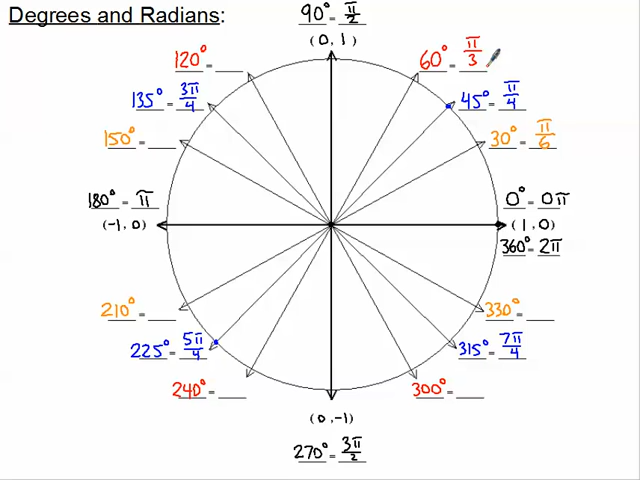 Degrees and Radians:
90° = π/2
(0, 1)
120° = ___
60° = π/3
135° = 3π/4
45° = π/4
150° = ___
30° = π/6
180° = π
0° = 0π
(-1, 0)
(1, 0)
360° = 2π
210° = ___
330° = ___
225° = 5π/4
315° = 7π/4
240° = ___
300° = ___
(0, -1)
270° = 3π/2